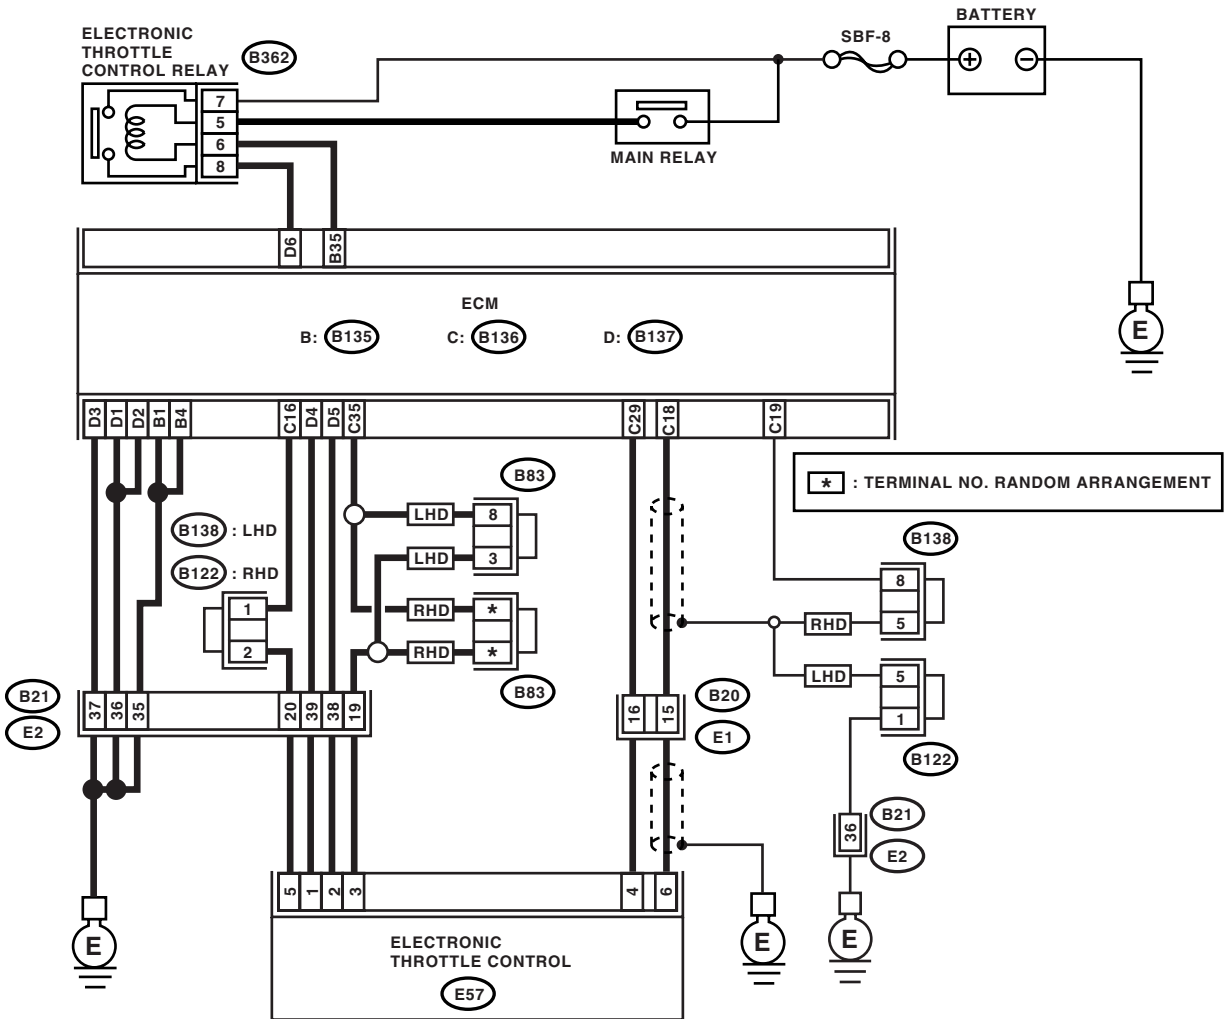 BATTERY
ELECTRONIC
THROTTLE
CONTROL RELAY
B362
SBF-8
7
5
6
8
MAIN RELAY
E
D6
B35
ECM
B: B135
C: B136
D: B137
D3
D1
D2
B1
B4
C16
D4
D5
C35
C29
C18
C19
* : TERMINAL NO. RANDOM ARRANGEMENT
B83
LHD
8
LHD
3
B138 : LHD
B122 : RHD
1
2
RHD
*
RHD
*
B83
B138
8
RHD
5
LHD
5
1
B122
B21
E2
37
36
35
20
39
38
19
16
15
B20
E1
36
B21
E2
5
1
2
3
4
6
E
ELECTRONIC
THROTTLE CONTROL
E57
E
E